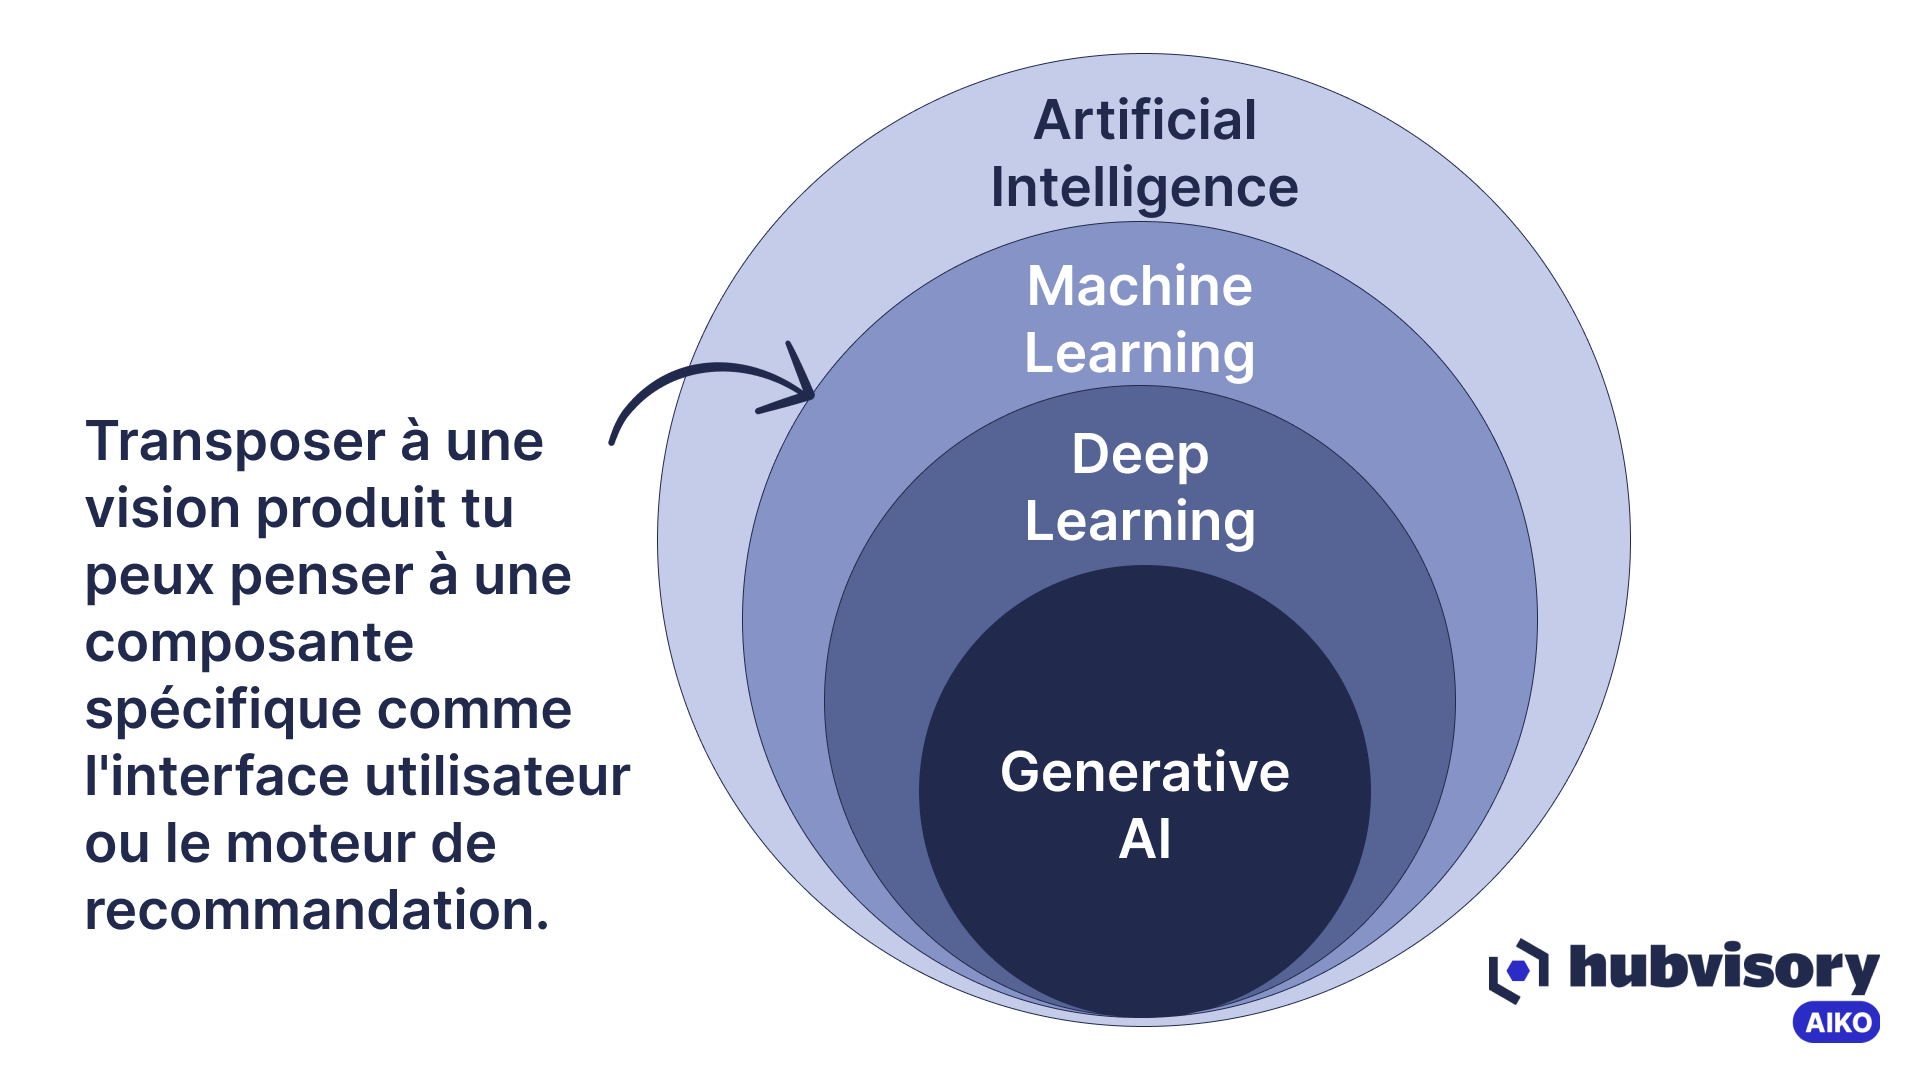 Artificial
Intelligence
Machine
Learning
Deep
Learning
Generative
AI
Transposer à une
vision produit tu
peux penser à une
composante
spécifique comme
l'interface utilisateur
ou le moteur de
recommandation.
hubvisory
AIKO